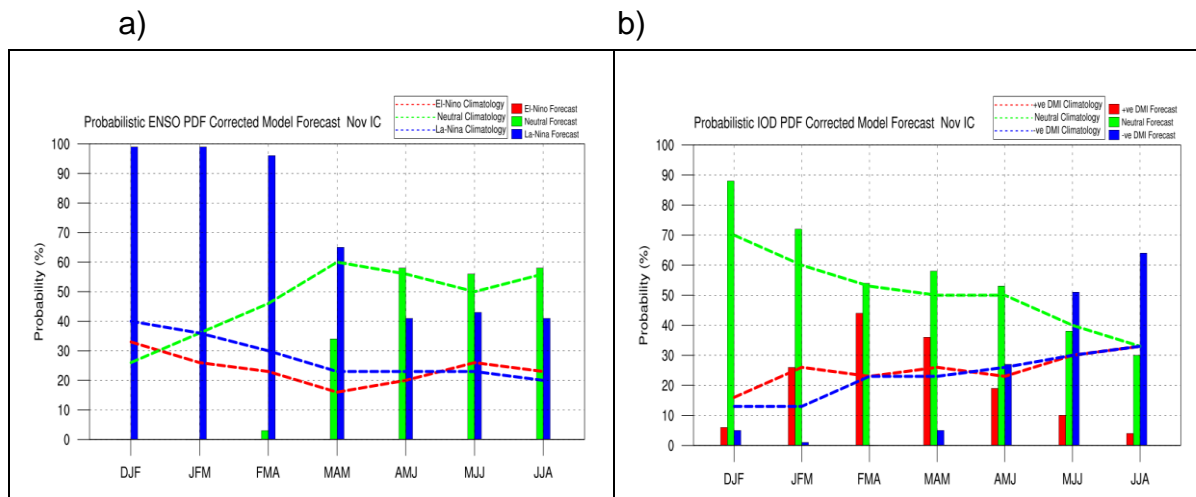 a)
b)
El-Nino Climatology
Neutral Climatology
La-Nina Climatology
El-Nino Forecast
Neutral Forecast
La-Nina Forecast
Probabilistic ENSO PDF Corrected Model Forecast Nov IC
100
90
80
70
60
50
40
30
20
10
0
Probability (%)
DJF JFM FMA MAM AMJ MJJ JJA
+ve DMI Climatology
Neutral Climatology
-ve DMI Climatology
+ve DMI Forecast
Neutral Forecast
-ve DMI Forecast
Probabilistic IOD PDF Corrected Model Forecast Nov IC
100
90
80
70
60
50
40
30
20
10
0
Probability (%)
DJF JFM FMA MAM AMJ MJJ JJA